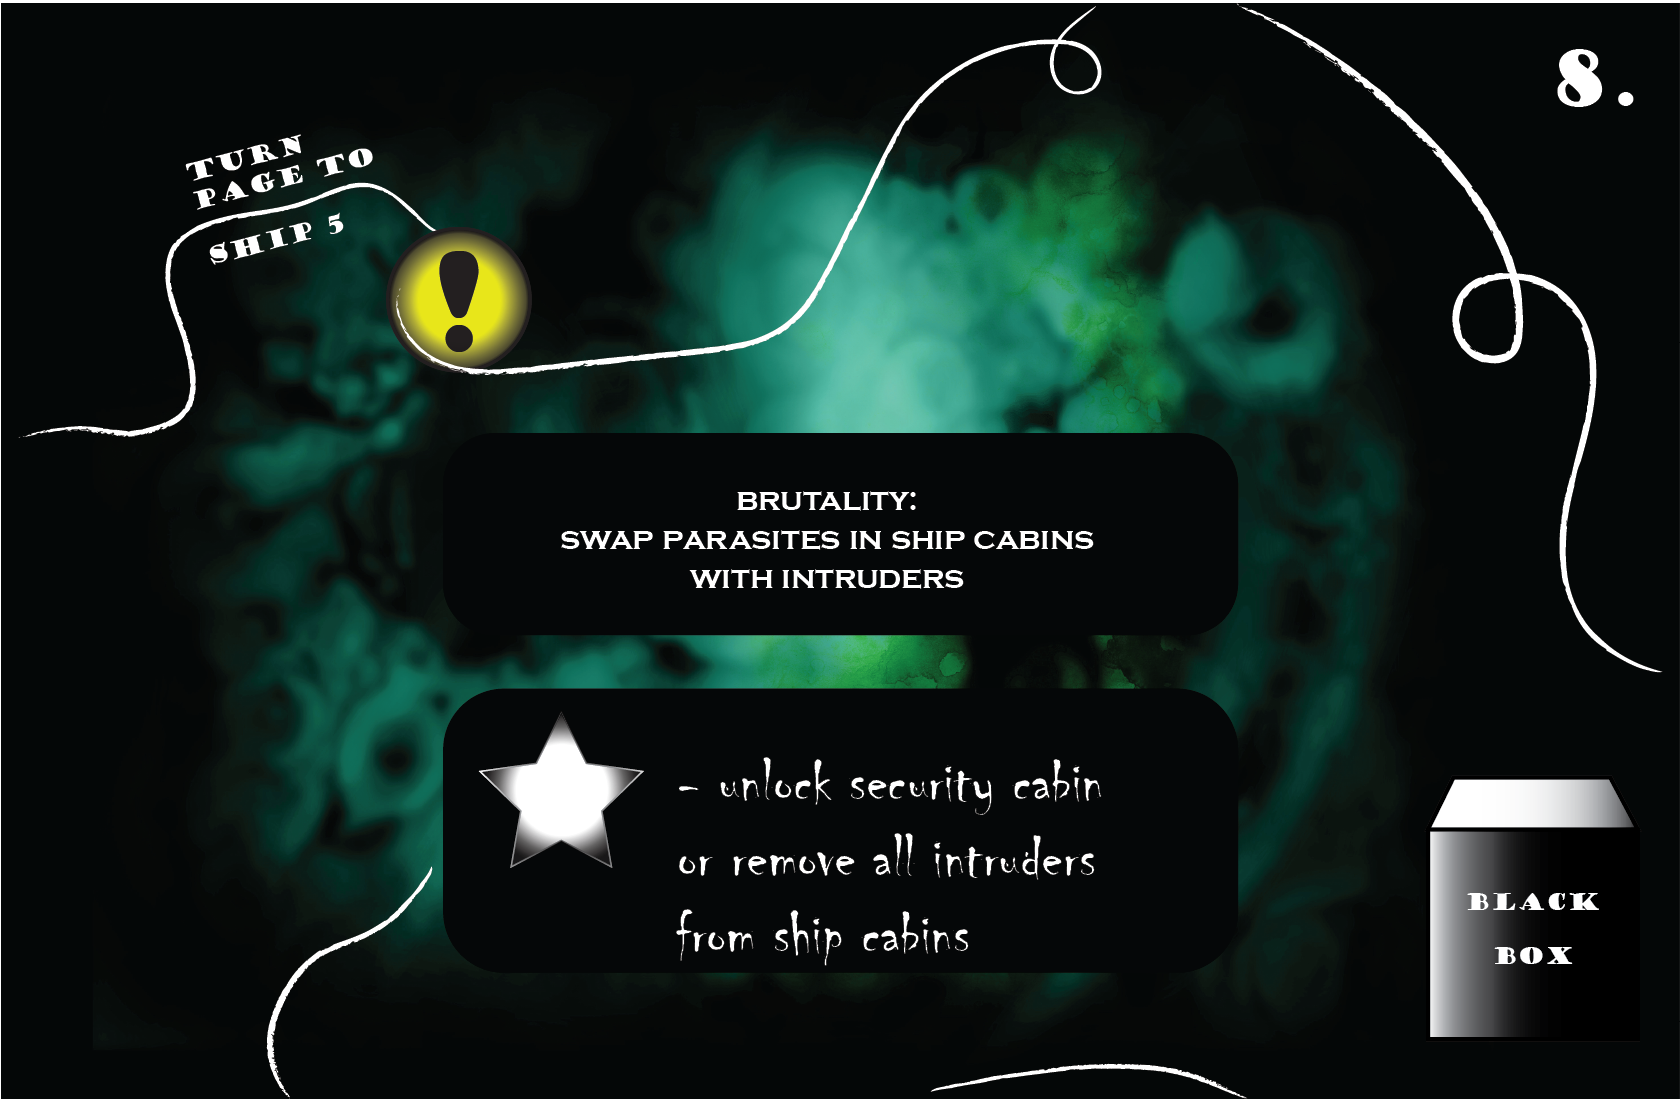 8.
TURN
PAGE TO
SHIP 5
!
BRUTALITY:
SWAP PARASITES IN SHIP CABINS
WITH INTRUDERS
- unlock security cabin
or remove all intruders
from ship cabins
BLACK
BOX